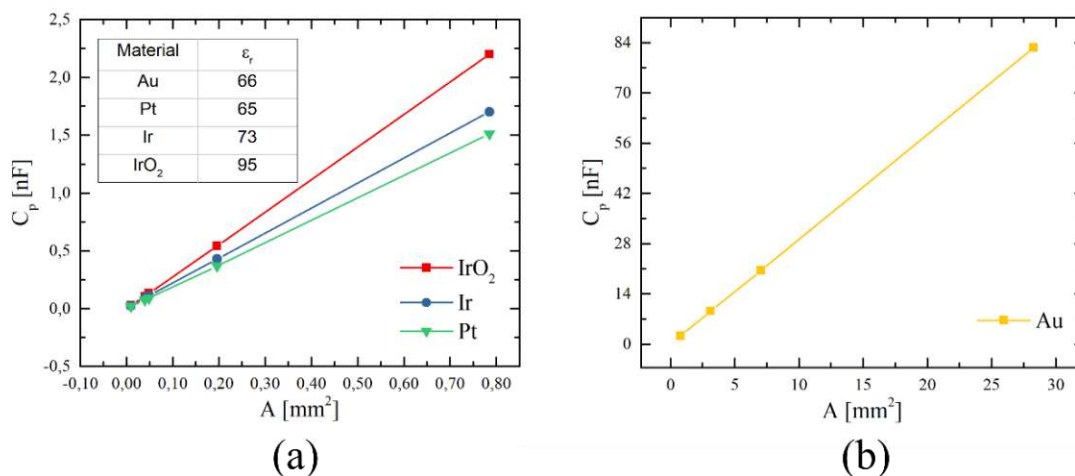 2,5
2,0
1,5
1,0
0,5
0,0
-0,5
C_p [nF]
Material ε_r
Au 66
Pt 65
Ir 73
IrO₂ 95
IrO₂
Ir
Pt
-0,10 0,00 0,10 0,20 0,30 0,40 0,50 0,60 0,70 0,80
A [mm²]
(a)
84
70
56
42
28
14
0
C_p [nF]
Au
0 5 10 15 20 25 30
A [mm²]
(b)